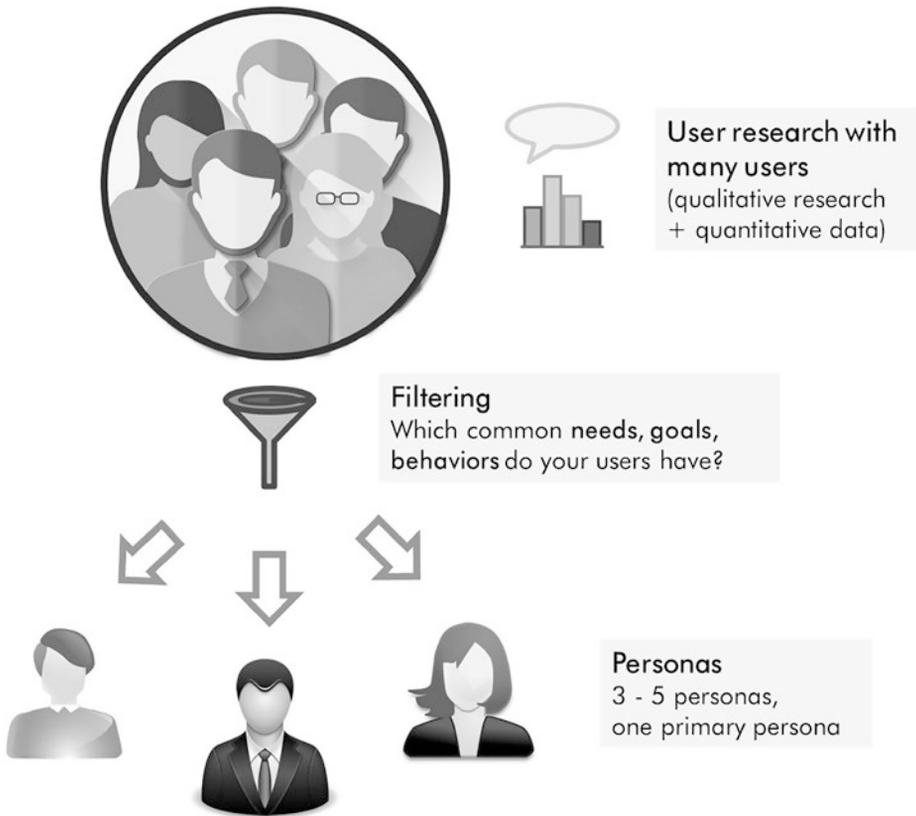 User research with
many users
(qualitative research
+ quantitative data)
Filtering
Which common needs, goals,
behaviors do your users have?
Personas
3 - 5 personas,
one primary persona